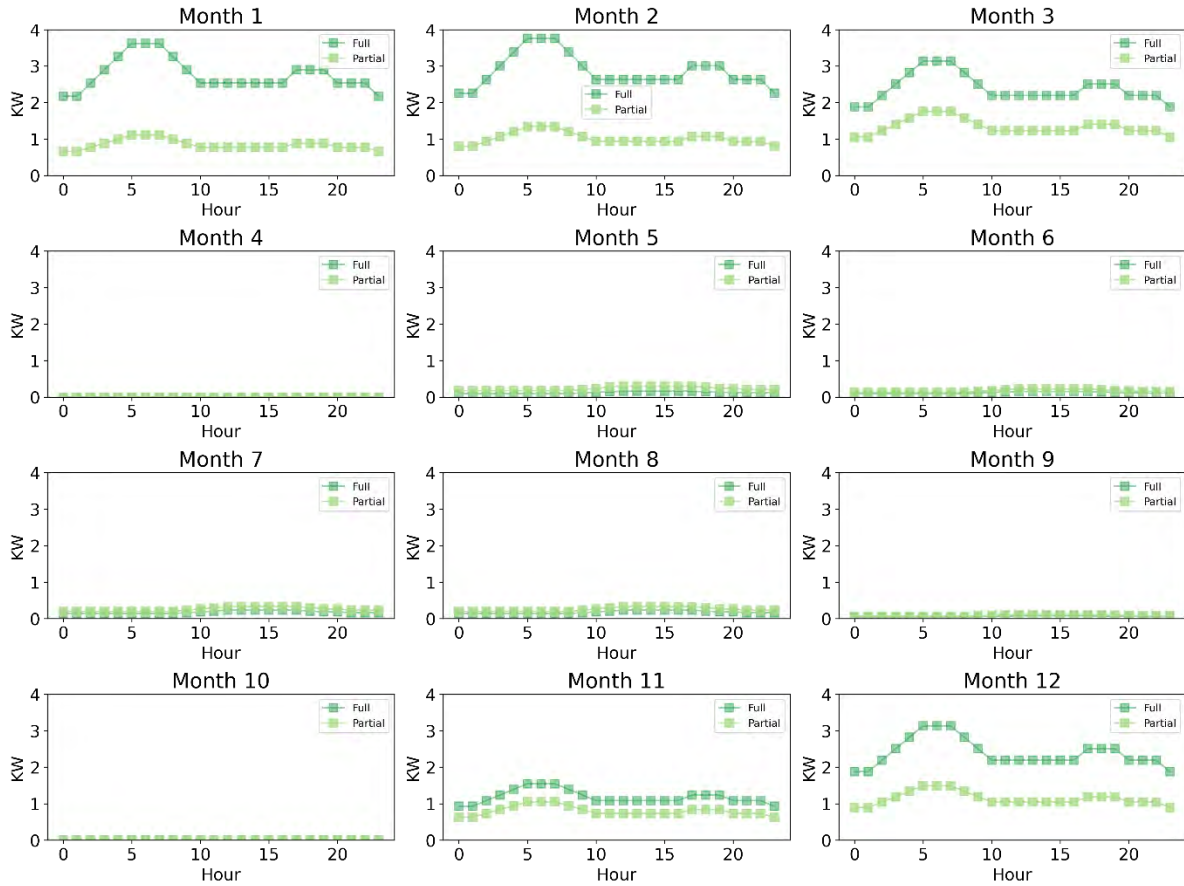 Month 1
4
3
2
1
0
KW
Full
Partial
0 5 10 15 20
Hour
Month 2
4
3
2
1
0
KW
Full
Partial
0 5 10 15 20
Hour
Month 3
4
3
2
1
0
KW
Full
Partial
0 5 10 15 20
Hour
Month 4
4
3
2
1
0
KW
Full
Partial
0 5 10 15 20
Hour
Month 5
4
3
2
1
0
KW
Full
Partial
0 5 10 15 20
Hour
Month 6
4
3
2
1
0
KW
Full
Partial
0 5 10 15 20
Hour
Month 7
4
3
2
1
0
KW
Full
Partial
0 5 10 15 20
Hour
Month 8
4
3
2
1
0
KW
Full
Partial
0 5 10 15 20
Hour
Month 9
4
3
2
1
0
KW
Full
Partial
0 5 10 15 20
Hour
Month 10
4
3
2
1
0
KW
Full
Partial
0 5 10 15 20
Hour
Month 11
4
3
2
1
0
KW
Full
Partial
0 5 10 15 20
Hour
Month 12
4
3
2
1
0
KW
Full
Partial
0 5 10 15 20
Hour